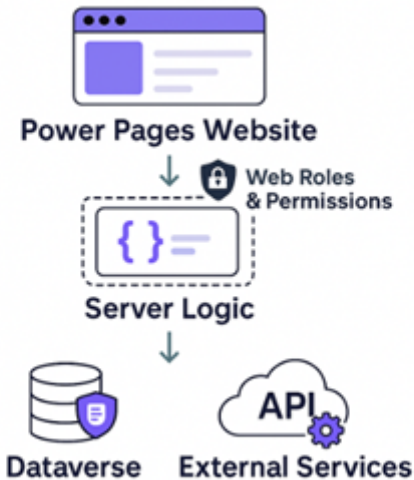 Power Pages Website
Web Roles
& Permissions
{ }
Server Logic
API
Dataverse
External Services